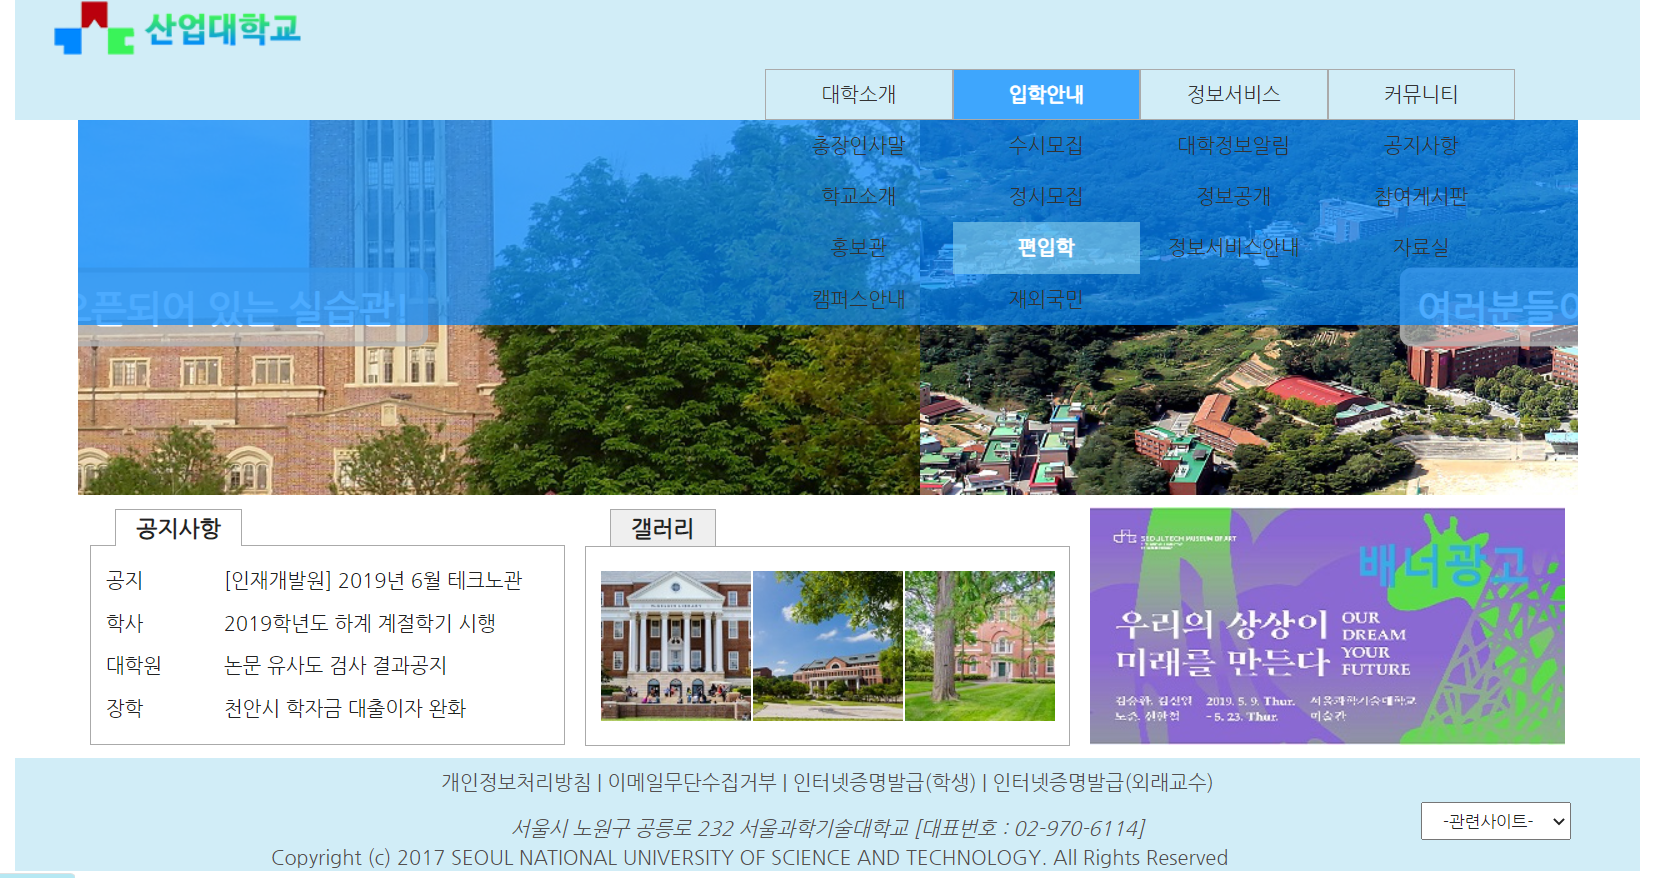 산업대학교
대학소개 입학안내 정보서비스 커뮤니티
총장인사말 수시모집 대학정보알림 공지사항
학교소개 정시모집 정보공개 참여게시판
홍보관 편입학 정보서비스안내 자료실
캠퍼스안내 재외국민
오픈되어 있는 실습관!
여러분들이
공지사항
공지 [인재개발원] 2019년 6월 테크노관
학사 2019학년도 하계 계절학기 시행
대학원 논문 유사도 검사 결과공지
장학 천안시 학자금 대출이자 완화
갤러리
SEOULTECH MUSEUM OF ART
배너광고
우리의 상상이 OUR
DREAM
미래를 만든다 YOUR
FUTURE
2019. 5. 9. Thur. 서울과학기술대학교
- 5. 23. Thur. 미술관
개인정보처리방침 | 이메일무단수집거부 | 인터넷증명발급(학생) | 인터넷증명발급(외래교수)
서울시 노원구 공릉로 232 서울과학기술대학교 [대표번호 : 02-970-6114]
-관련사이트-
Copyright (c) 2017 SEOUL NATIONAL UNIVERSITY OF SCIENCE AND TECHNOLOGY. All Rights Reserved